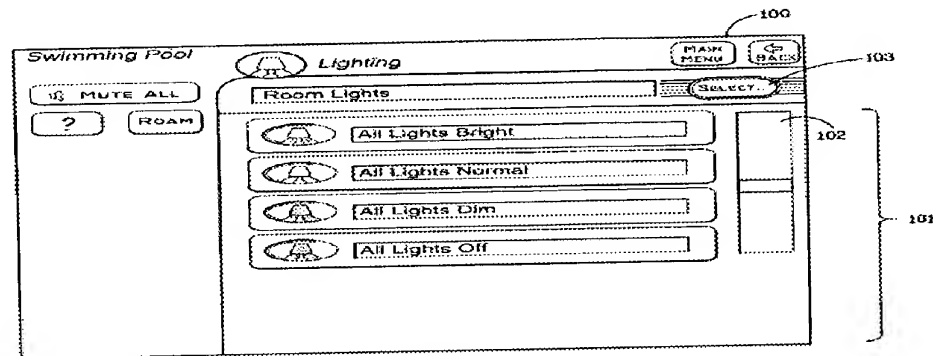 100
Swimming Pool
Lighting
MAIN MENU
BACK
103
MUTE ALL
Room Lights
SELECT...
?
ROAM
All Lights Bright
102
All Lights Normal
All Lights Dim
101
All Lights Off